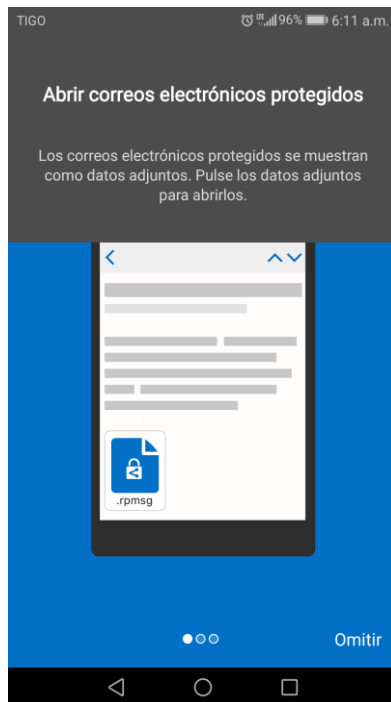 TIGO 96% 6:11 a.m.
Abrir correos electrónicos protegidos
Los correos electrónicos protegidos se muestran
como datos adjuntos. Pulse los datos adjuntos
para abrirlos.
.rpmsg
Omitir